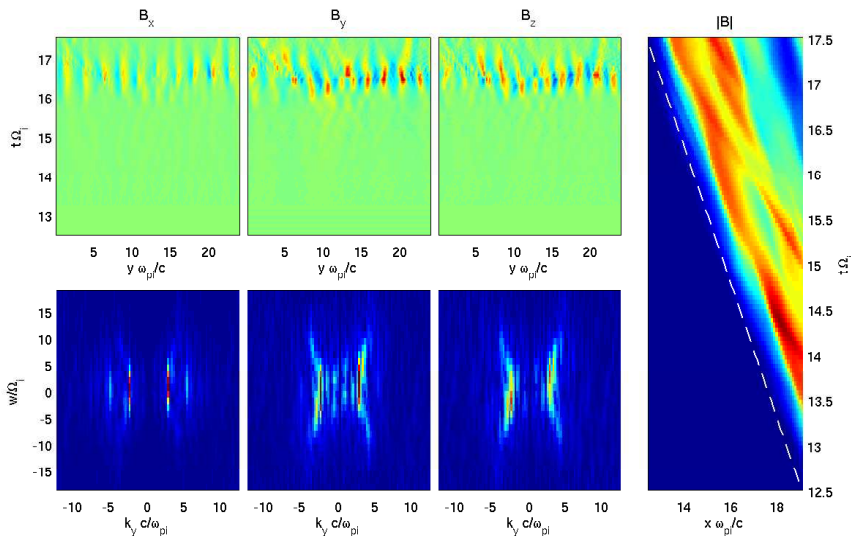 B_x
B_y
B_z
|B|
17
16
15
14
13
t Ω_i
5 10 15 20
5 10 15 20
5 10 15 20
y ω_pi/c
y ω_pi/c
y ω_pi/c
15
10
5
0
-5
-10
-15
w/Ω_i
-10 -5 0 5 10
-10 -5 0 5 10
-10 -5 0 5 10
k_y c/ω_pi
k_y c/ω_pi
k_y c/ω_pi
17.5
17
16.5
16
15.5
15
14.5
14
13.5
13
12.5
t Ω_i
14 16 18
x ω_pi/c